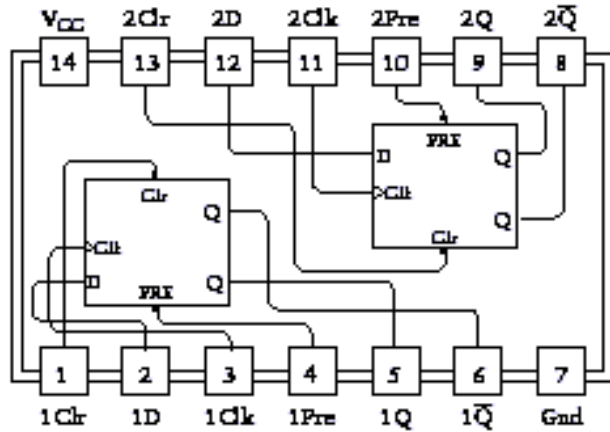 V_CC 2Clr 2D 2Clk 2Pre 2Q 2Q̅
14 13 12 11 10 9 8
PRE
D Q
Clk
Q
Clr
Clr
Q
Clk
D Q
PRE
1 2 3 4 5 6 7
1Clr 1D 1Clk 1Pre 1Q 1Q̅ Gnd